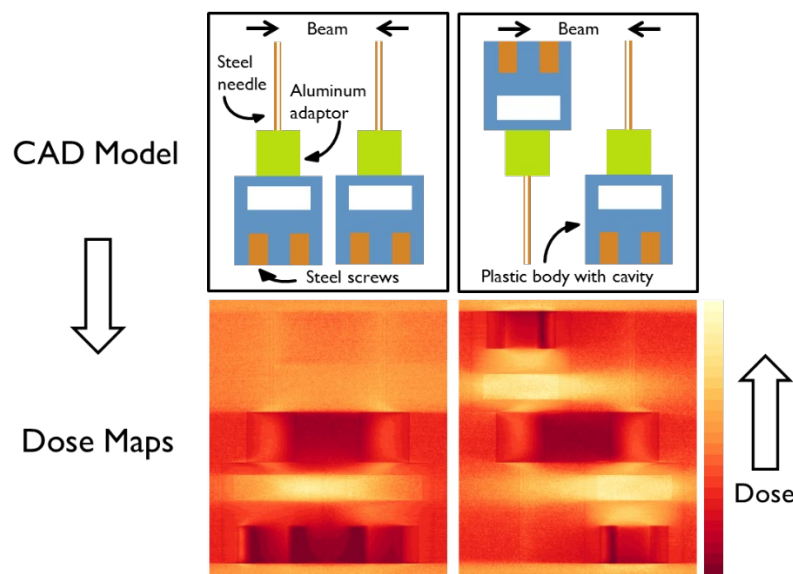 Beam
Steel
needle
Aluminum
adaptor
Steel screws
Beam
Plastic body with cavity
CAD Model
Dose Maps
Dose